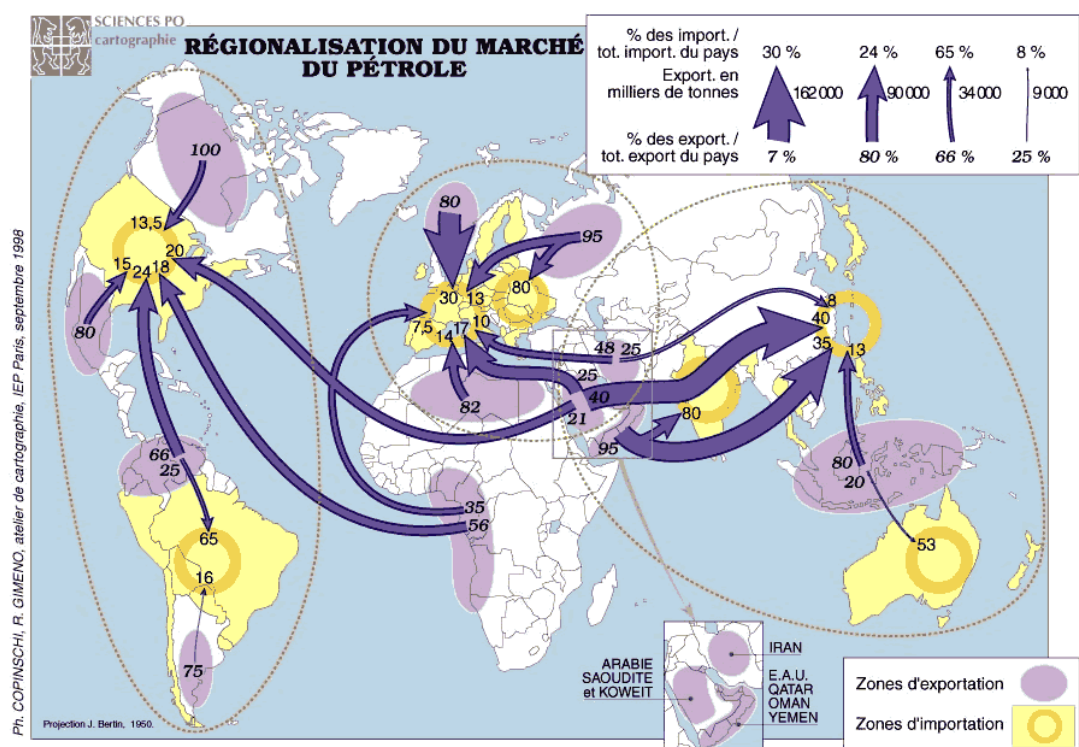 SCIENCES PO
cartographie
RÉGIONALISATION DU MARCHÉ
DU PÉTROLE
% des import. /
tot. import du pays
30 %
24 %
65 %
8 %
Export. en
milliers de tonnes
162 000
90 000
34 000
9 000
% des export. /
tot. export du pays
7 %
80 %
66 %
25 %
100
13,5
20
15
24
18
80
66
25
65
16
75
80
95
30
13
80
7,5
14
17
10
82
48
25
25
40
21
95
35
56
80
8
40
35
13
80
20
53
ARABIE
SAOUDITE
et KOWEIT
IRAN
E.A.U.
QATAR
OMAN
YEMEN
Zones d'exportation
Zones d'importation
Projection J. Bertin, 1950.
Ph. COPINSCHI, R. GIMENO, atelier de cartographie, IEP Paris, septembre 1998